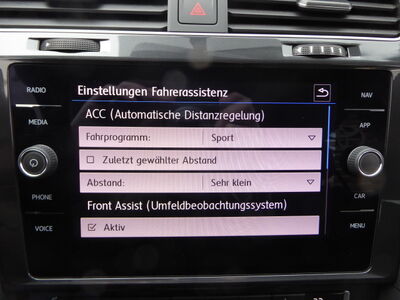 RADIO
MEDIA
PHONE
VOICE
Einstellungen Fahrerassistenz
ACC (Automatische Distanzregelung)
Fahrprogramm: Sport
Zuletzt gewählter Abstand
Abstand: Sehr klein
Front Assist (Umfeldbeobachtungssystem)
Aktiv
NAV
APP
CAR
MENU